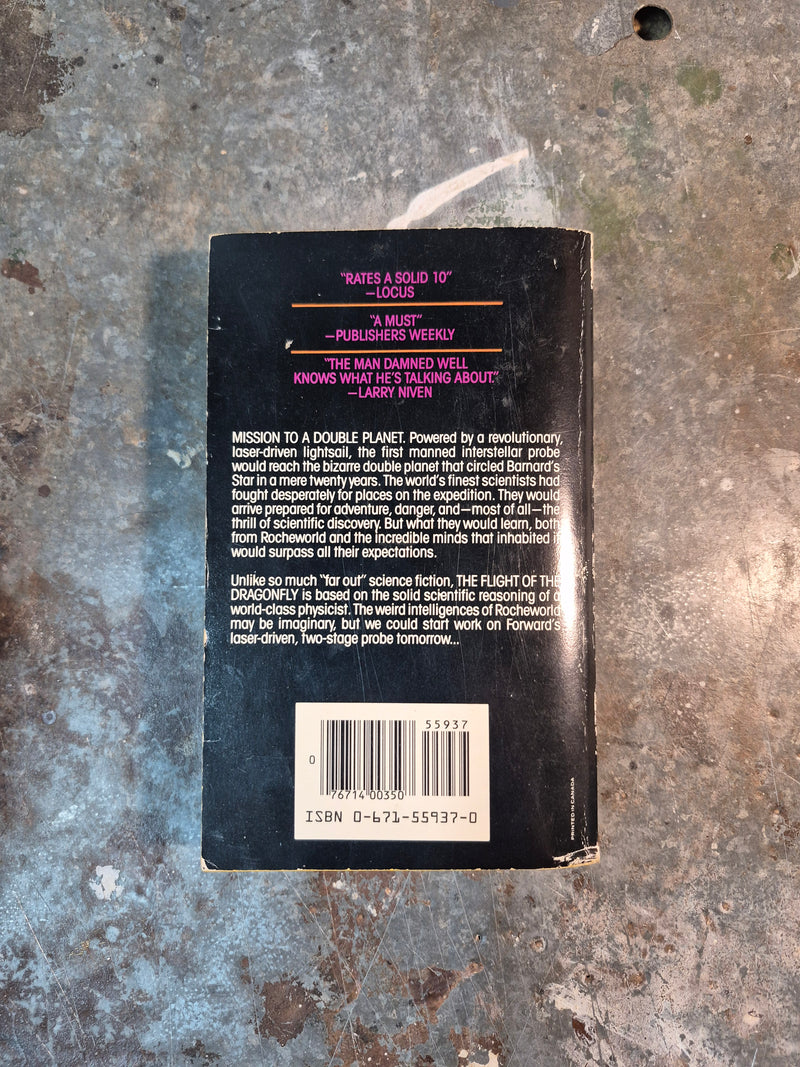 "RATES A SOLID 10"
—LOCUS
"A MUST"
—PUBLISHERS WEEKLY
"THE MAN DAMNED WELL
KNOWS WHAT HE'S TALKING ABOUT."
—LARRY NIVEN
MISSION TO A DOUBLE PLANET. Powered by a revolutionary,
laser-driven lightsail, the first manned interstellar probe
would reach the bizarre double planet that circled Barnard's
Star in a mere twenty years. The world's finest scientists had
fought desperately for places on the expedition. They would
arrive prepared for adventure, danger, and—most of all—the
thrill of scientific discovery. But what they would learn, both
from Rocheworld and the incredible minds that inhabited it
would surpass all their expectations.
Unlike so much "far out" science fiction, THE FLIGHT OF THE
DRAGONFLY is based on the solid scientific reasoning of a
world-class physicist. The weird intelligences of Rocheworld
may be imaginary, but we could start work on Forward's
laser-driven, two-stage probe tomorrow...
55937
0
76714 00350
ISBN 0-671-55937-0
PRINTED IN CANADA